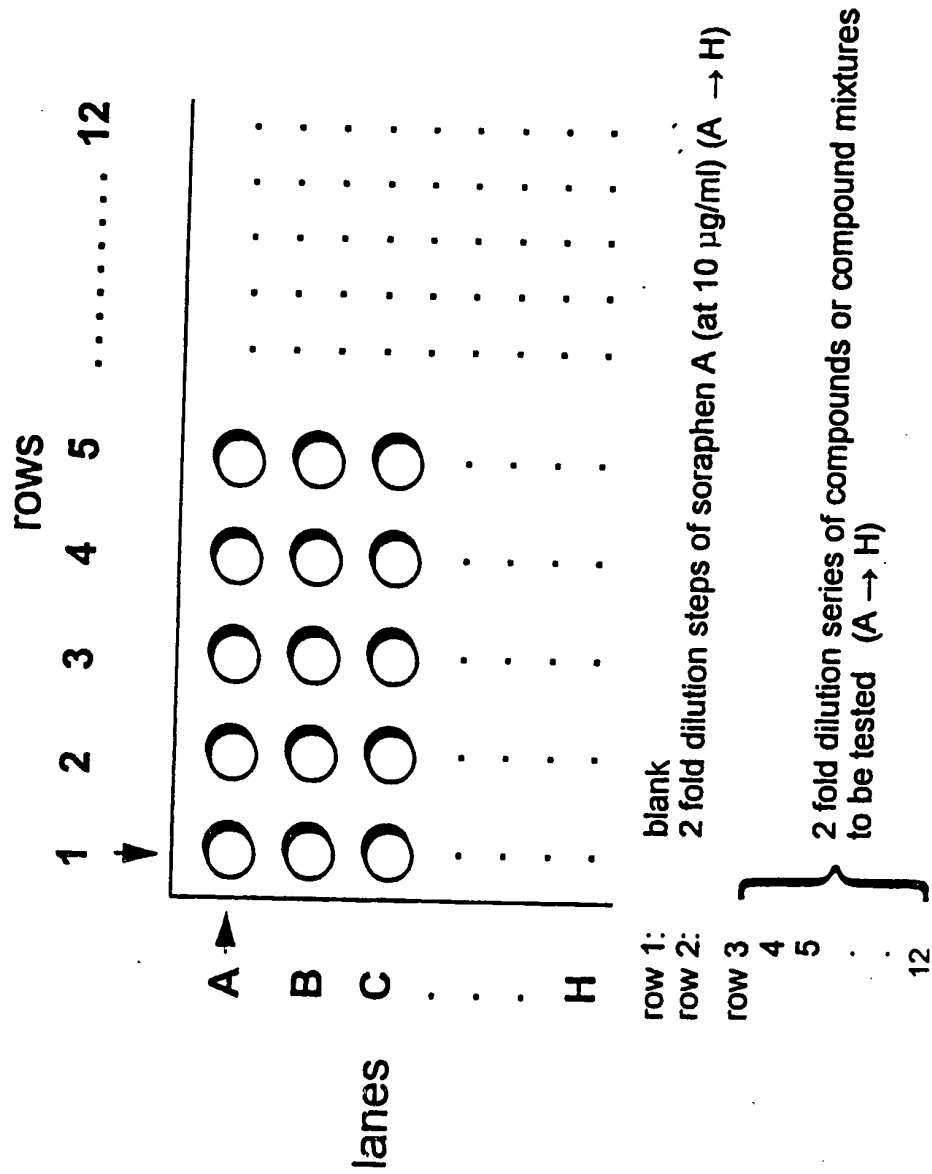 rows
1 2 3 4 5 ........ 12
lanes
A
B
C
.
.
.
H
row 1: blank
row 2: 2 fold dilution steps of soraphen A (at 10 µg/ml) (A → H)
row 3
4
5
.
.
12
2 fold dilution series of compounds or compound mixtures
to be tested (A → H)